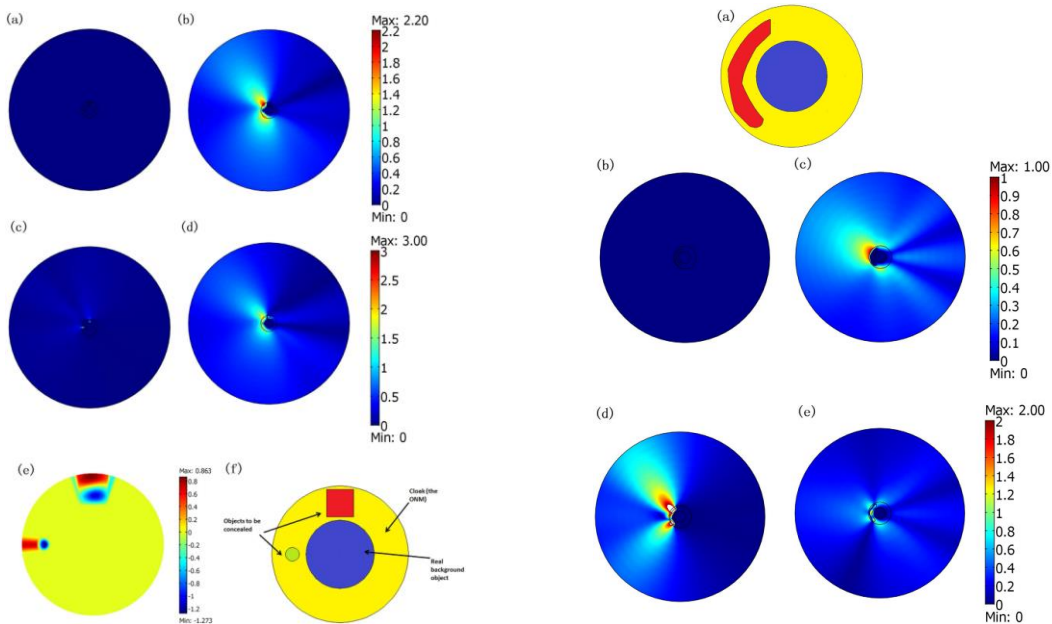 (a)
(b)
Max: 2.20
2.2
2
1.8
1.6
1.4
1.2
1
0.8
0.6
0.4
0.2
0
Min: 0
(c)
(d)
Max: 3.00
3
2.5
2
1.5
1
0.5
0
Min: 0
(e)
Max: 0.863
0.8
0.6
0.4
0.2
0
-0.2
-0.4
-0.6
-0.8
-1
-1.2
Min: -1.273
(f)
Cloak(the
ONM)
Objects to be
concealed
Real
background
object
(a)
(b)
(c)
Max: 1.00
1
0.9
0.8
0.7
0.6
0.5
0.4
0.3
0.2
0.1
0
Min: 0
(d)
(e)
Max: 2.00
2
1.8
1.6
1.4
1.2
1
0.8
0.6
0.4
0.2
0
Min: 0